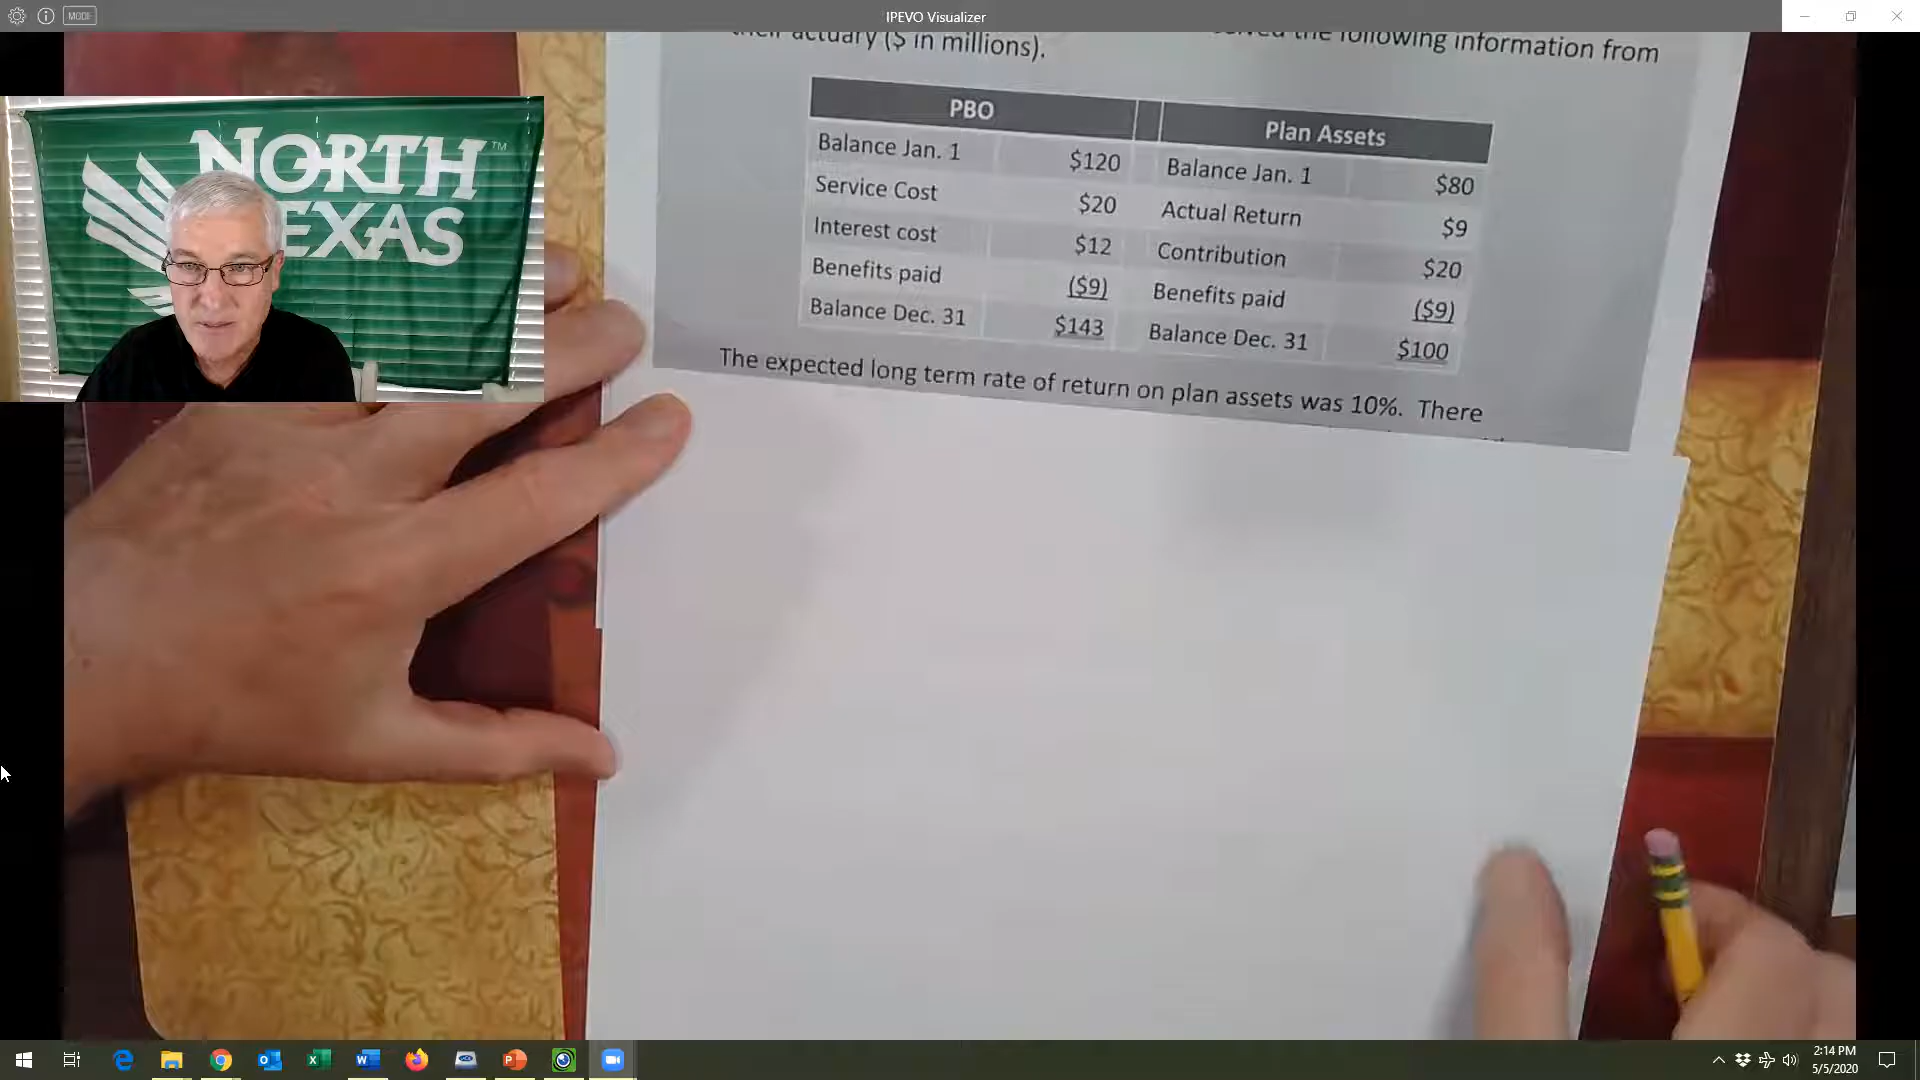 MODE
IPEVO Visualizer
their actuary ($ in millions).
the following information from
PBO
Plan Assets
Balance Jan. 1 $120 Balance Jan. 1 $80
Service Cost $20 Actual Return $9
Interest cost $12 Contribution $20
Benefits paid ($9) Benefits paid ($9)
Balance Dec. 31 $143 Balance Dec. 31 $100
The expected long term rate of return on plan assets was 10%. There
NORTH TM
TEXAS
2:14 PM
5/5/2020